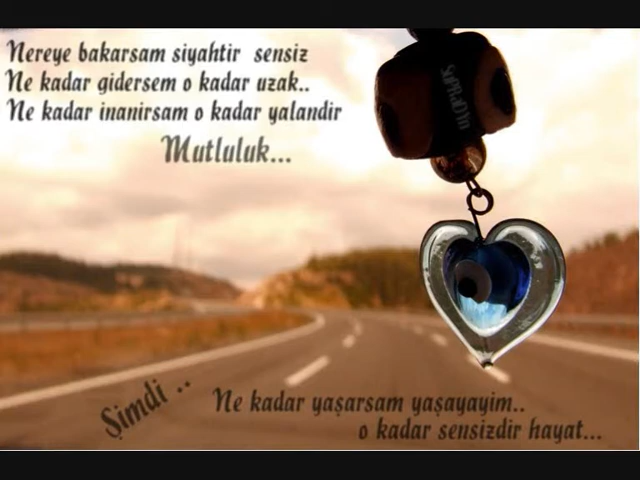 Nereye bakarsam siyahtir sensiz
Ne kadar gidersem o kadar uzak..
Ne kadar inanirsam o kadar yalandir
Mutluluk...
Şimdi ..
Ne kadar yaşarsam yaşayayim..
o kadar sensizdir hayat...